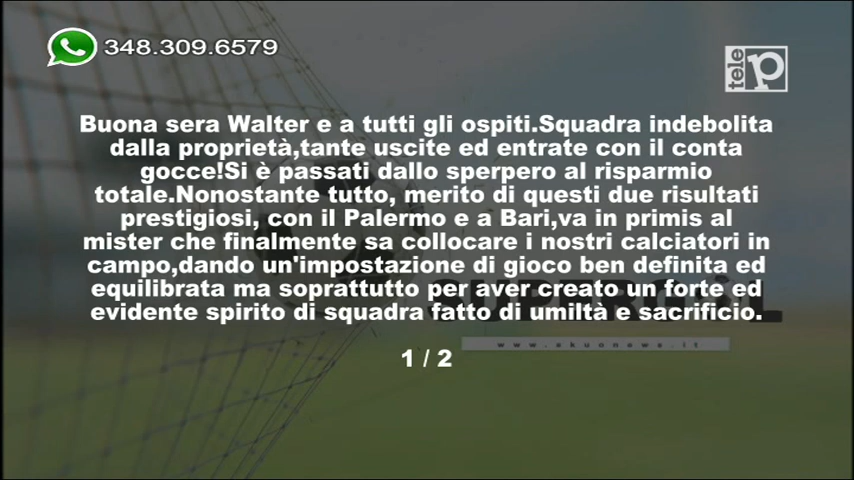 348.309.6579
tele p
Buona sera Walter e a tutti gli ospiti.Squadra indebolita
dalla proprietà,tante uscite ed entrate con il conta
gocce!Si è passati dallo sperpero al risparmio
totale.Nonostante tutto, merito di questi due risultati
prestigiosi, con il Palermo e a Bari,va in primis al
mister che finalmente sa collocare i nostri calciatori in
campo,dando un'impostazione di gioco ben definita ed
equilibrata ma soprattutto per aver creato un forte ed
evidente spirito di squadra fatto di umiltà e sacrificio.
SUPERGOL
www.ekuonews.it
1 / 2